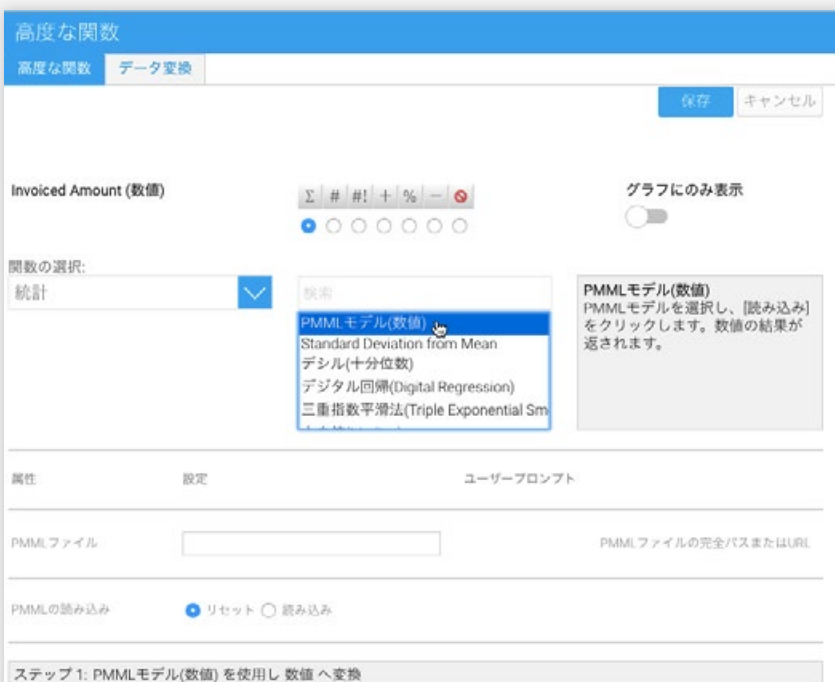 高度な関数
高度な関数 データ変換
保存 キャンセル
Invoiced Amount (数値)
Σ # #! + % −
グラフにのみ表示
関数の選択:
統計
検索
PMMLモデル(数値)
Standard Deviation from Mean
デシル(十分位数)
デジタル回帰(Digital Regression)
三重指数平滑法(Triple Exponential Sm
PMMLモデル(数値)
PMMLモデルを選択し、[読み込み]
をクリックします。数値の結果が
返されます。
属性 設定 ユーザープロンプト
PMMLファイル PMMLファイルの完全パスまたはURL
PMMLの読み込み リセット 読み込み
ステップ 1: PMMLモデル(数値) を使用し 数値 へ変換